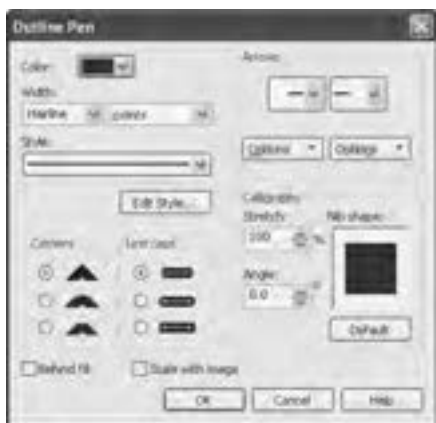 Outline Pen
Color:
Arrows
Width:
Hairline points
Style:
Options Options
Edit Style...
Calligraphy
Stretch: Nib shape:
100 %
Corners Line caps
Angle:
0.0 °
Default
Behind fill Scale with image
OK Cancel Help